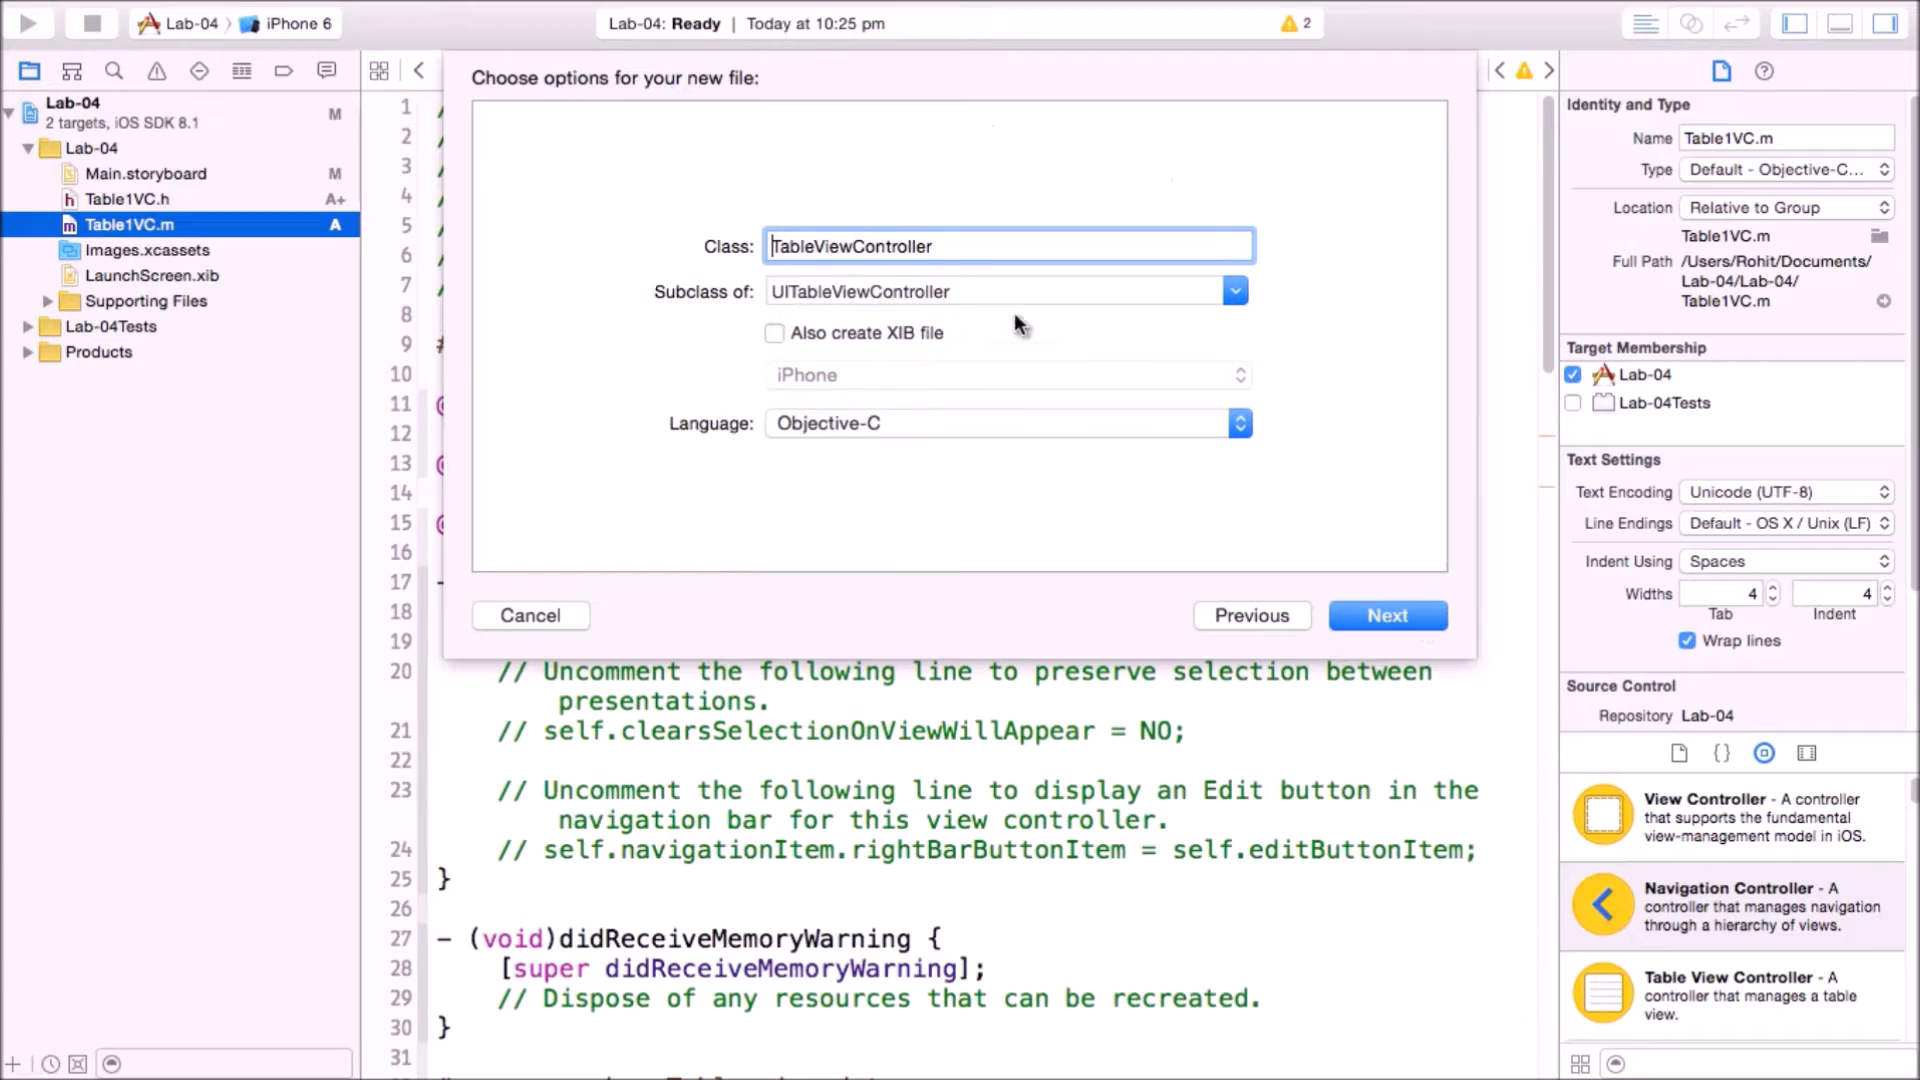 Lab-04 〉 iPhone 6
Lab-04: Ready | Today at 10:25 pm
2
Lab-04
M
2 targets, iOS SDK 8.1
Lab-04
Main.storyboard
M
h Table1VC.h
A+
m Table1VC.m
A
Images.xcassets
LaunchScreen.xib
Supporting Files
Lab-04Tests
Products
Choose options for your new file:
Class: TableViewController
Subclass of: UITableViewController
Also create XIB file
iPhone
Language: Objective-C
Cancel
Previous
Next
1
2
3
4
5
6
7
8
9 #
10
11
12
13
14
15
16
17 -
18
19
20 // Uncomment the following line to preserve selection between
presentations.
21 // self.clearsSelectionOnViewWillAppear = NO;
22
23 // Uncomment the following line to display an Edit button in the
navigation bar for this view controller.
24 // self.navigationItem.rightBarButtonItem = self.editButtonItem;
25 }
26
27 - (void)didReceiveMemoryWarning {
28 [super didReceiveMemoryWarning];
29 // Dispose of any resources that can be recreated.
30 }
31
Identity and Type
Name Table1VC.m
Type Default - Objective-C...
Location Relative to Group
Table1VC.m
Full Path /Users/Rohit/Documents/
Lab-04/Lab-04/
Table1VC.m
Target Membership
Lab-04
Lab-04Tests
Text Settings
Text Encoding Unicode (UTF-8)
Line Endings Default - OS X / Unix (LF)
Indent Using Spaces
Widths 4 4
Tab Indent
Wrap lines
Source Control
Repository Lab-04
{}
View Controller - A controller
that supports the fundamental
view-management model in iOS.
Navigation Controller - A
controller that manages navigation
through a hierarchy of views.
Table View Controller - A
controller that manages a table
view.